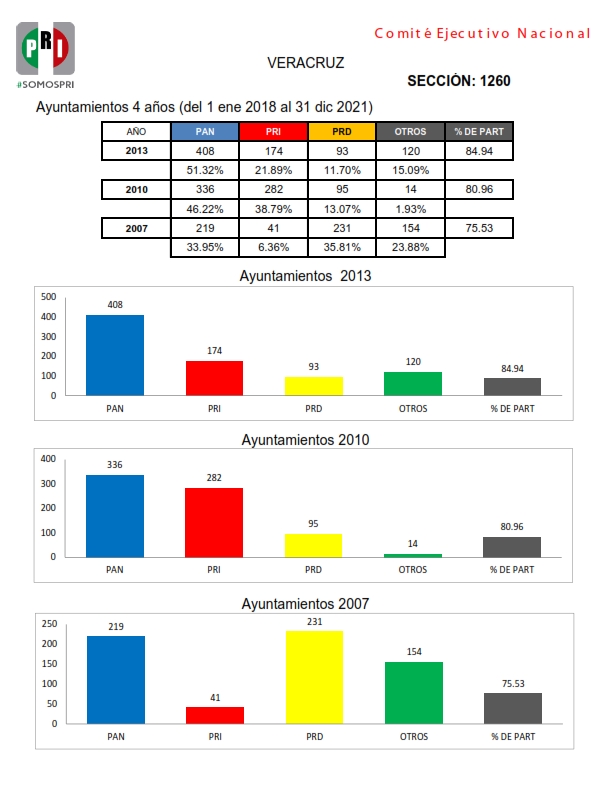 Comité Ejecutivo Nacional
PRI
#SOMOSPRI
VERACRUZ
SECCIÓN: 1260
Ayuntamientos 4 años (del 1 ene 2018 al 31 dic 2021)
AÑO PAN PRI PRD OTROS % DE PART
2013 408 174 93 120 84.94
51.32% 21.89% 11.70% 15.09%
2010 336 282 95 14 80.96
46.22% 38.79% 13.07% 1.93%
2007 219 41 231 154 75.53
33.95% 6.36% 35.81% 23.88%
Ayuntamientos 2013
500
400
300
200
100
0
408 174 93 120 84.94
PAN PRI PRD OTROS % DE PART
Ayuntamientos 2010
400
300
200
100
0
336 282 95 14 80.96
PAN PRI PRD OTROS % DE PART
Ayuntamientos 2007
250
200
150
100
50
0
219 41 231 154 75.53
PAN PRI PRD OTROS % DE PART